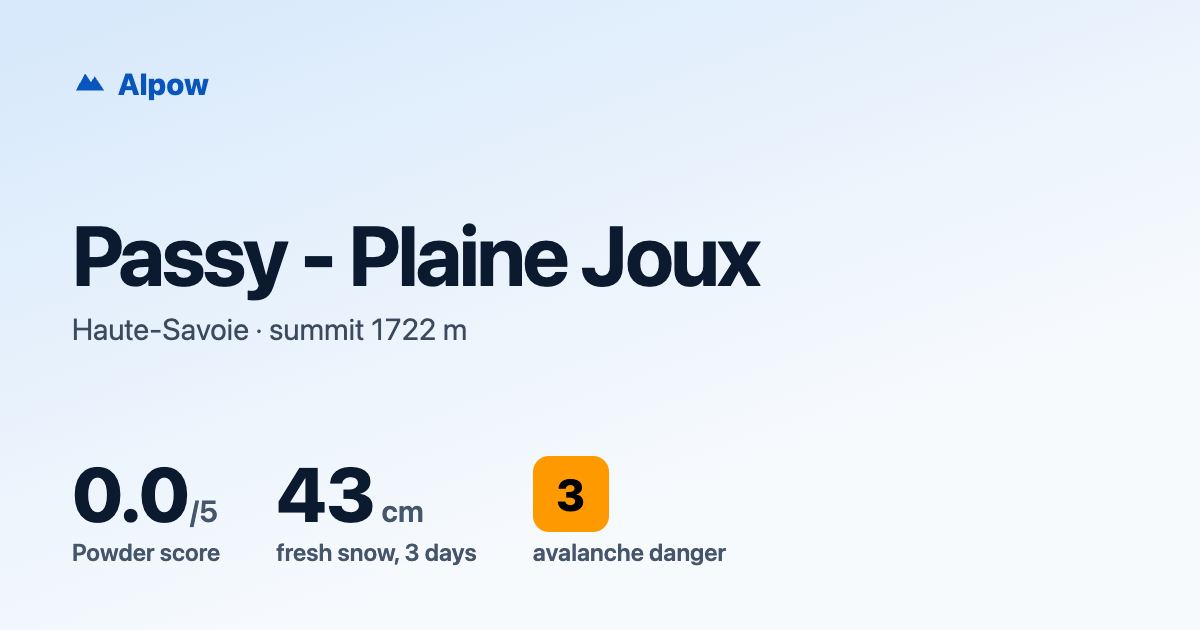 Alpow
Passy - Plaine Joux
Haute-Savoie · summit 1722 m
0.0/5 43 cm 3
Powder score fresh snow, 3 days avalanche danger